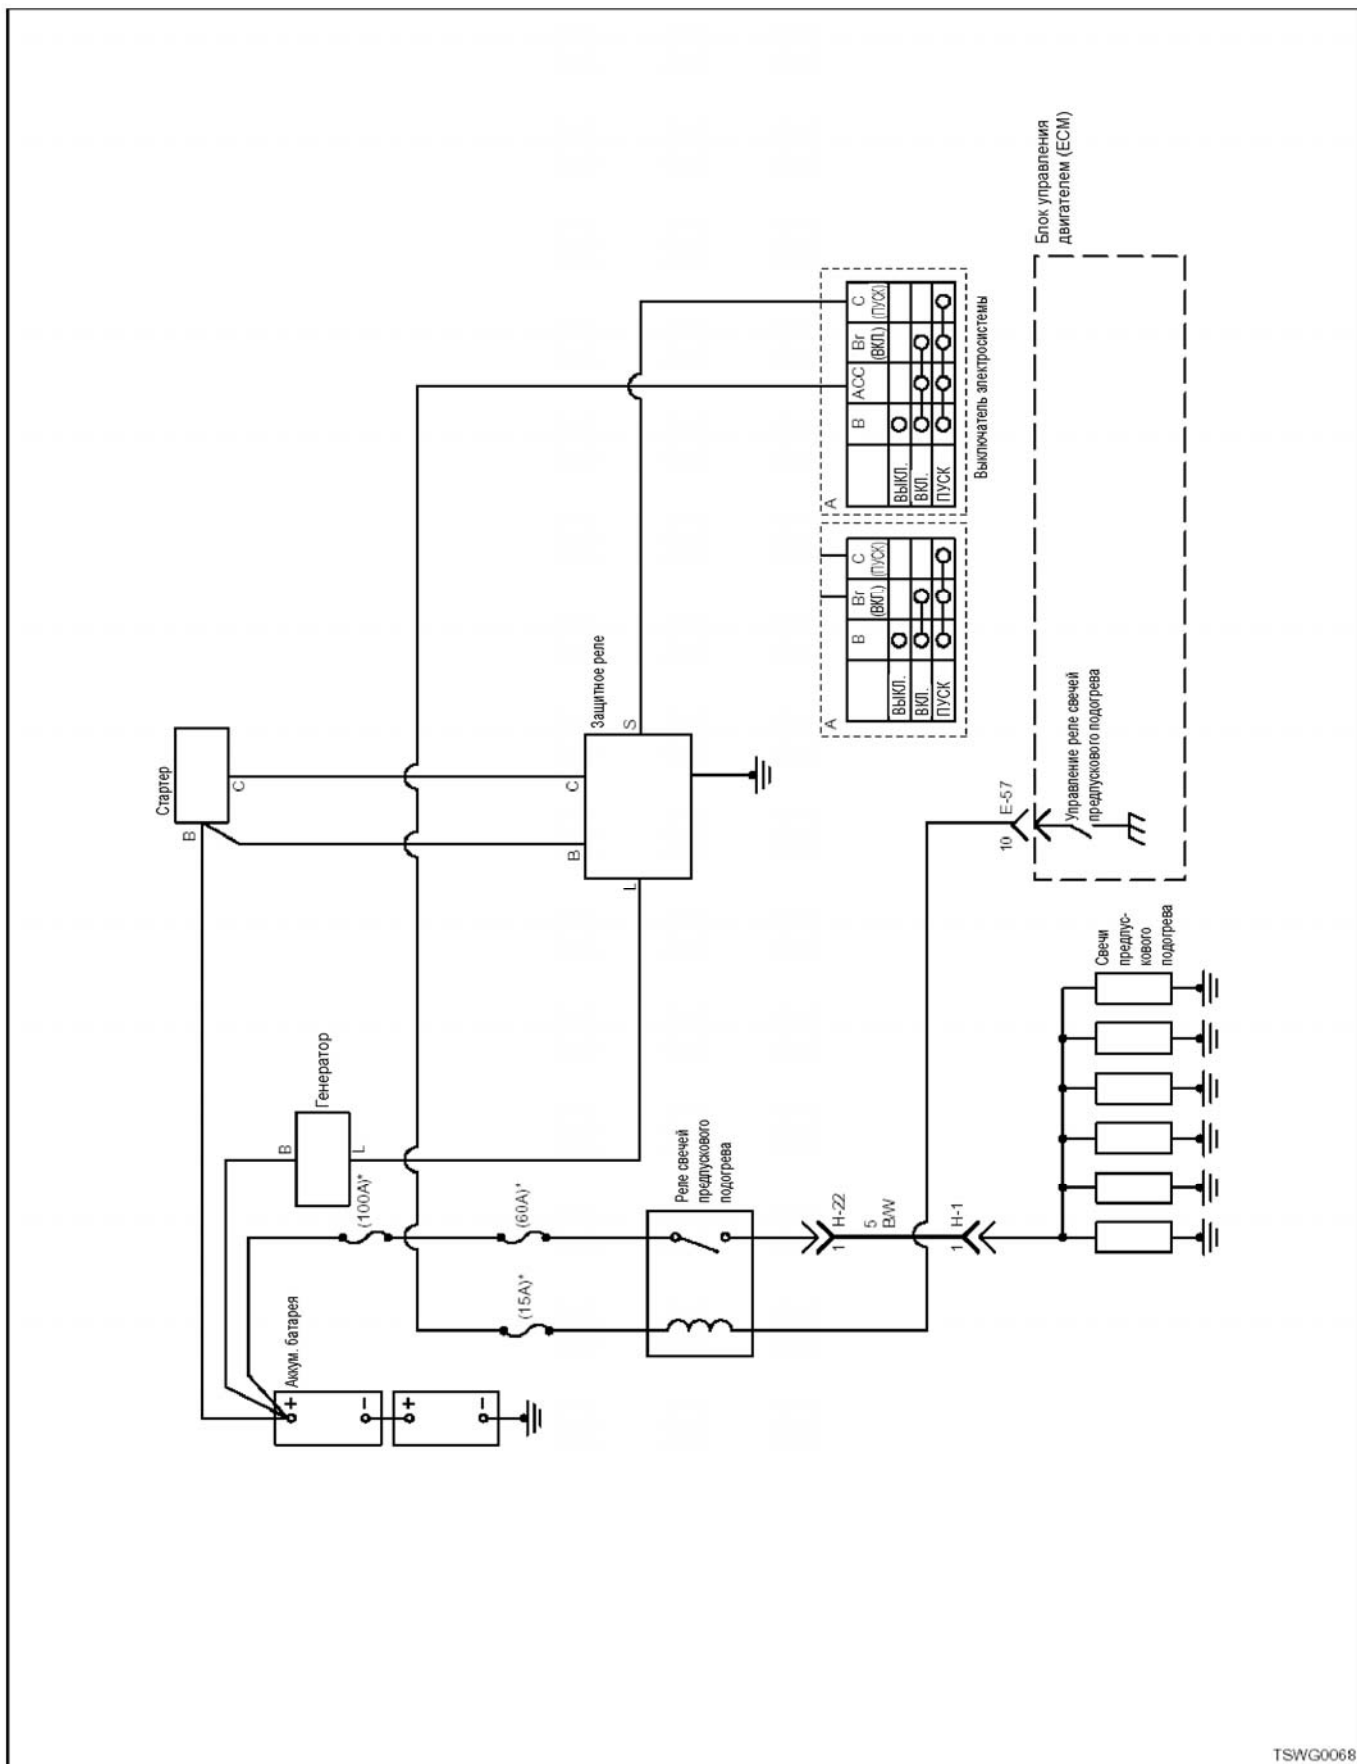 Стартер
B
C
Генератор
B
L
(100A)*
(60A)*
(15A)*
Аккум. батарея
+
−
+
−
Защитное реле
B
C
S
L
Реле свечей
предпускового
подогрева
1
H-22
5
B/W
1
H-1
Свечи
предпус-
кового
подогрева
A
B
Br
(ВКЛ.)
C
(ПУСК)
ВЫКЛ.
ВКЛ.
ПУСК
A
B
ACC
Br
(ВКЛ.)
C
(ПУСК)
ВЫКЛ.
ВКЛ.
ПУСК
Выключатель электросистемы
10
E-57
Управление реле свечей
предпускового подогрева
Блок управления
двигателем (ECM)
TSWG0068